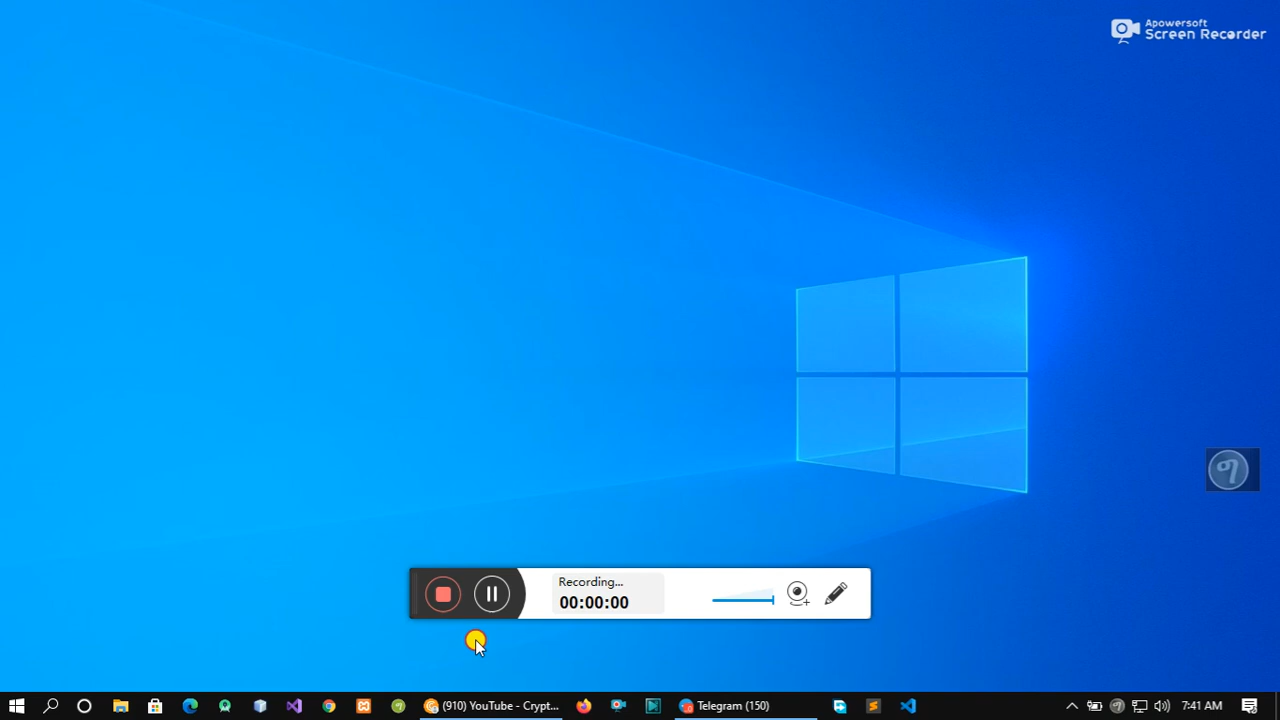 Apowersoft
Screen Recorder
Recording...
00:00:00
(910) YouTube - Crypt...
Telegram (150)
7:41 AM